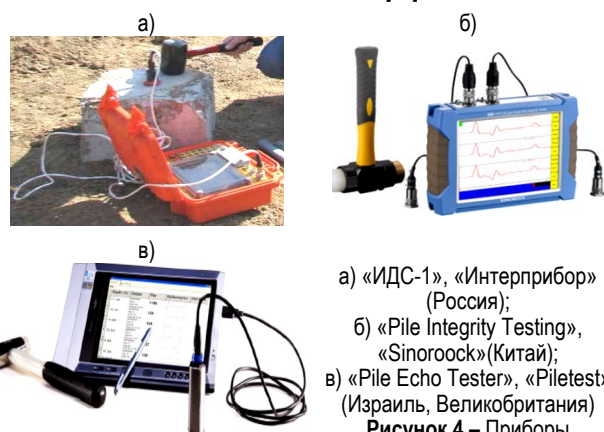 а)
б)
в)
а) «ИДС-1», «Интерприбор»
(Россия);
б) «Pile Integrity Testing»,
«Sinoroock»(Китай);
в) «Pile Echo Tester», «Piletest»
(Израиль, Великобритания)
Рисунок 4 – Приборы